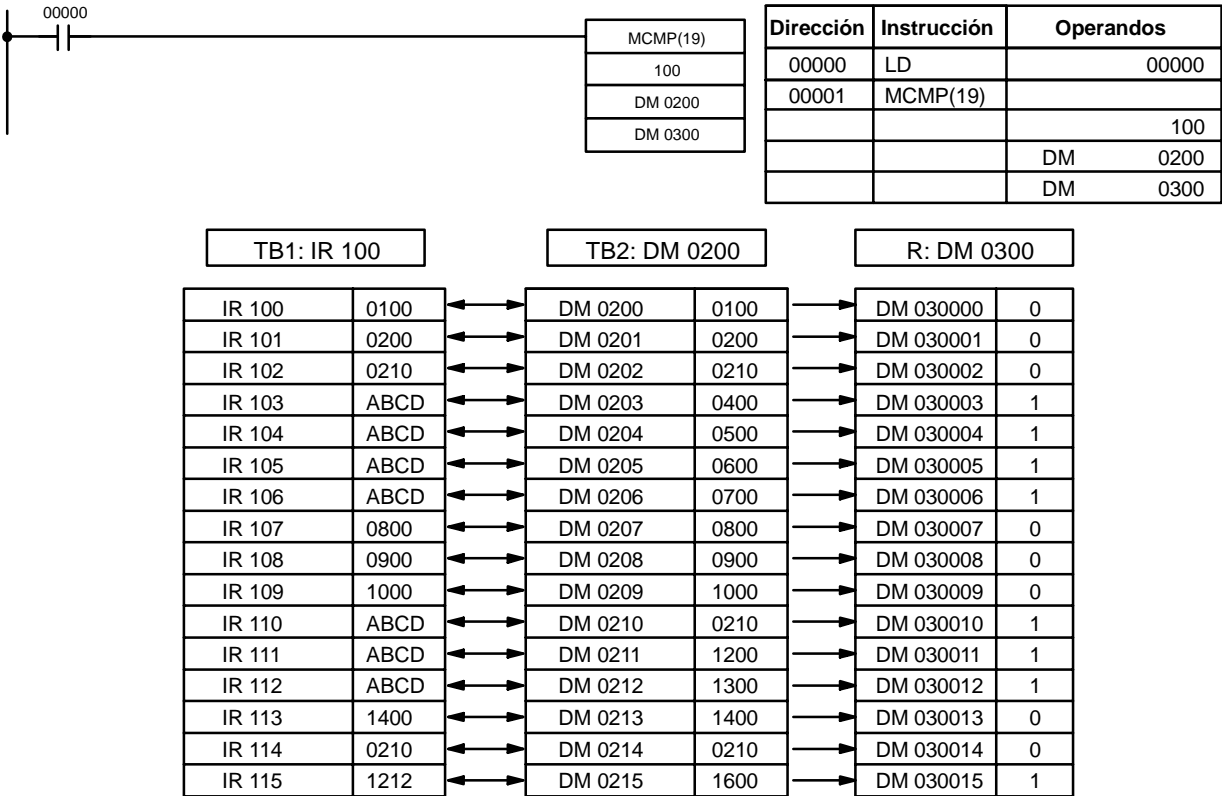 00000
MCMP(19)
100
DM 0200
DM 0300
Dirección Instrucción Operandos
00000 LD 00000
00001 MCMP(19)
100
DM 0200
DM 0300
TB1: IR 100 TB2: DM 0200 R: DM 0300
IR 100 0100 DM 0200 0100 DM 030000 0
IR 101 0200 DM 0201 0200 DM 030001 0
IR 102 0210 DM 0202 0210 DM 030002 0
IR 103 ABCD DM 0203 0400 DM 030003 1
IR 104 ABCD DM 0204 0500 DM 030004 1
IR 105 ABCD DM 0205 0600 DM 030005 1
IR 106 ABCD DM 0206 0700 DM 030006 1
IR 107 0800 DM 0207 0800 DM 030007 0
IR 108 0900 DM 0208 0900 DM 030008 0
IR 109 1000 DM 0209 1000 DM 030009 0
IR 110 ABCD DM 0210 0210 DM 030010 1
IR 111 ABCD DM 0211 1200 DM 030011 1
IR 112 ABCD DM 0212 1300 DM 030012 1
IR 113 1400 DM 0213 1400 DM 030013 0
IR 114 0210 DM 0214 0210 DM 030014 0
IR 115 1212 DM 0215 1600 DM 030015 1